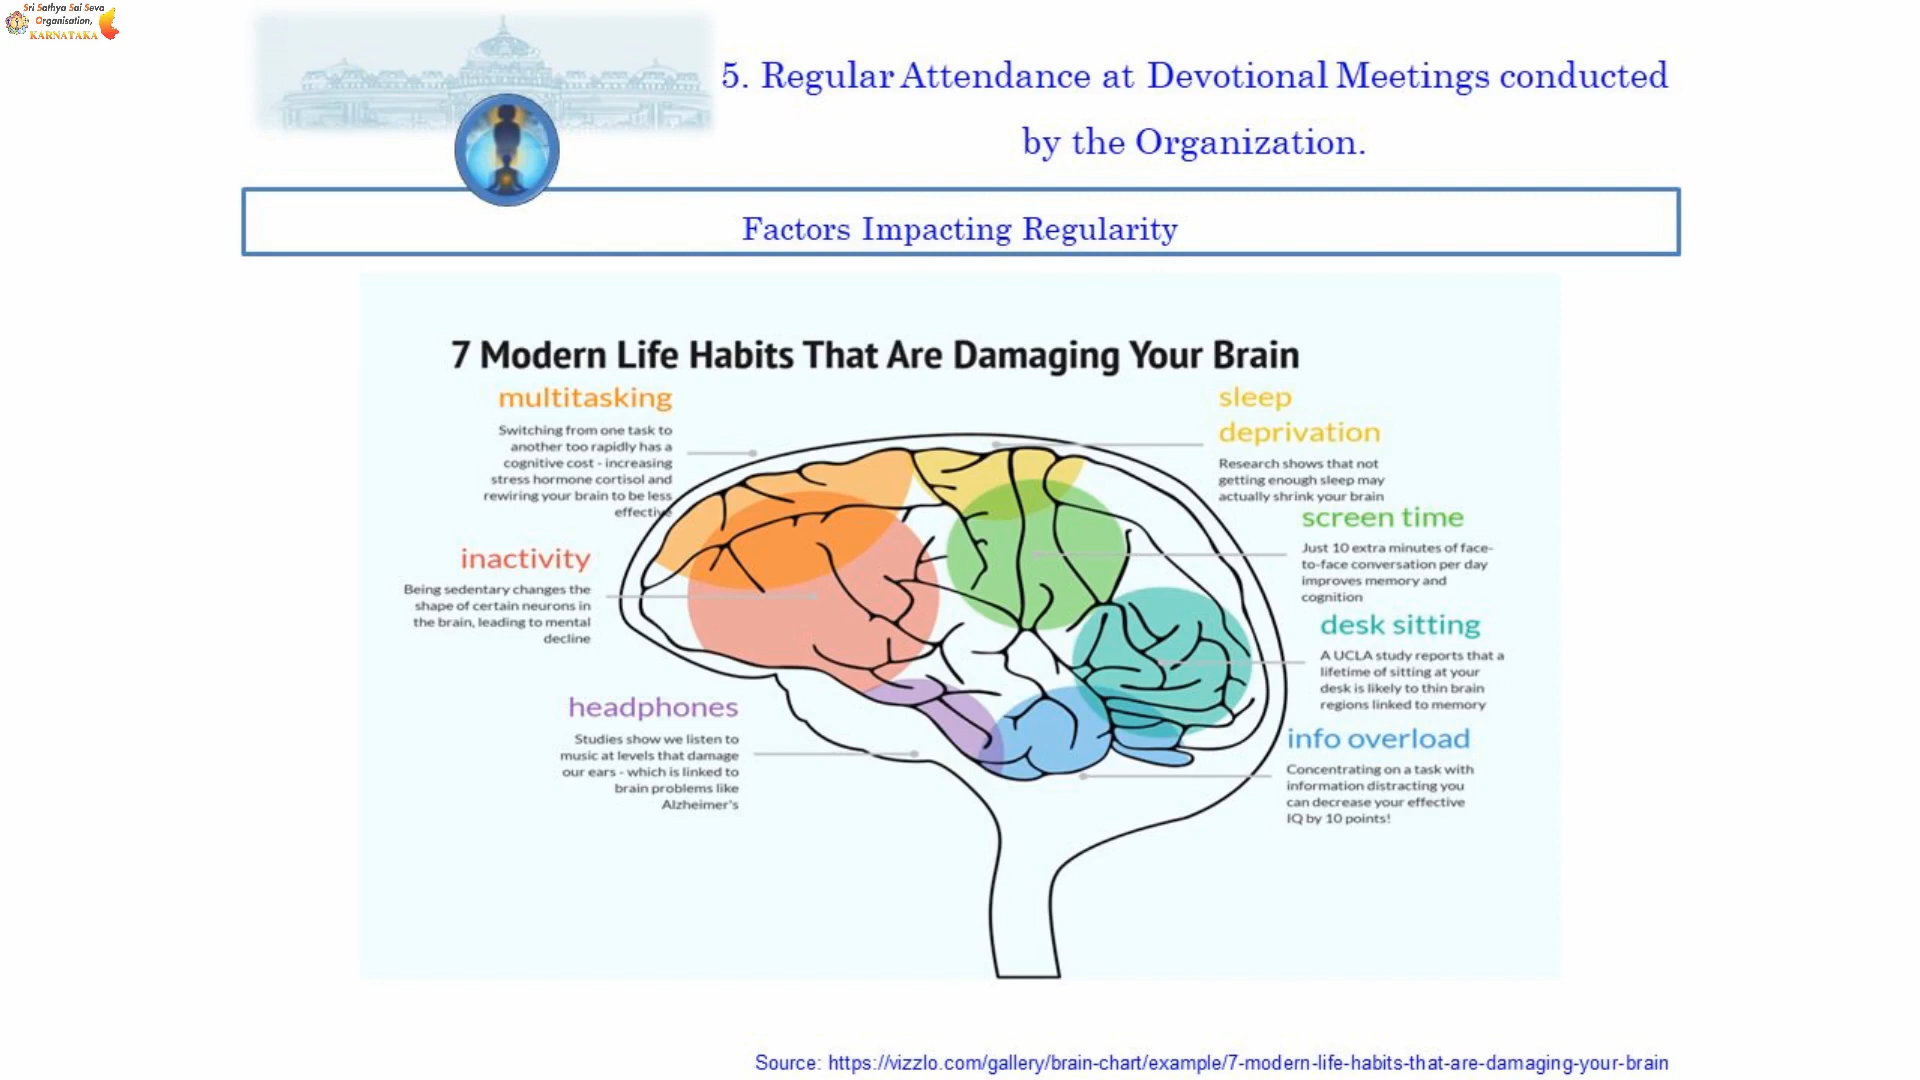 Sri Sathya Sai Seva
Organisation,
KARNATAKA
5. Regular Attendance at Devotional Meetings conducted
by the Organization.
Factors Impacting Regularity
7 Modern Life Habits That Are Damaging Your Brain
multitasking
Switching from one task to
another too rapidly has a
cognitive cost - increasing
stress hormone cortisol and
rewiring your brain to be less
effective
inactivity
Being sedentary changes the
shape of certain neurons in
the brain, leading to mental
decline
headphones
Studies show we listen to
music at levels that damage
our ears - which is linked to
brain problems like
Alzheimer's
sleep
deprivation
Research shows that not
getting enough sleep may
actually shrink your brain
screen time
Just 10 extra minutes of face-
to-face conversation per day
improves memory and
cognition
desk sitting
A UCLA study reports that a
lifetime of sitting at your
desk is likely to thin brain
regions linked to memory
info overload
Concentrating on a task with
information distracting you
can decrease your effective
IQ by 10 points!
Source: https://vizzlo.com/gallery/brain-chart/example/7-modern-life-habits-that-are-damaging-your-brain